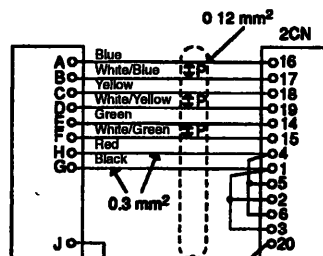 0 12 mm²
2CN
A Blue 16
B White/Blue P 17
C Yellow 18
D White/Yellow P 19
E Green 14
F White/Green P 15
H Red 4
G Black 1
5
0.3 mm² 2
6
3
J 20